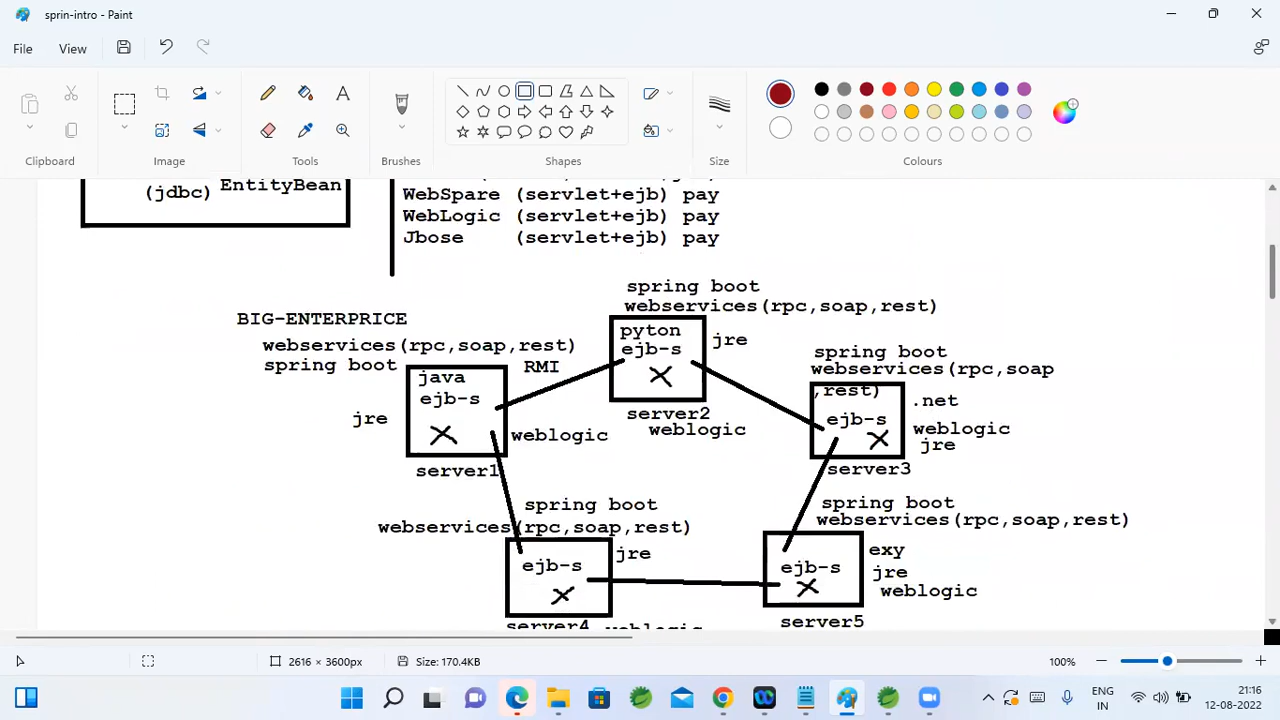 sprin-intro - Paint
File
View
Clipboard
Image
Tools
Brushes
Shapes
Size
Colours
(jdbc) EntityBean
WebSpare (servlet+ejb) pay
WebLogic (servlet+ejb) pay
Jbose (servlet+ejb) pay
spring boot
webservices(rpc,soap,rest)
BIG-ENTERPRICE
webservices(rpc,soap,rest)
spring boot
RMI
java
ejb-s
jre
weblogic
server1
pyton
ejb-s
jre
server2
weblogic
spring boot
webservices(rpc,soap
,rest)
.net
ejb-s
weblogic
jre
server3
spring boot
webservices(rpc,soap,rest)
jre
ejb-s
server4
weblogic
spring boot
webservices(rpc,soap,rest)
exy
ejb-s
jre
weblogic
server5
2616 × 3600px
Size: 170.4KB
100%
ENG
IN
21:16
12-08-2022